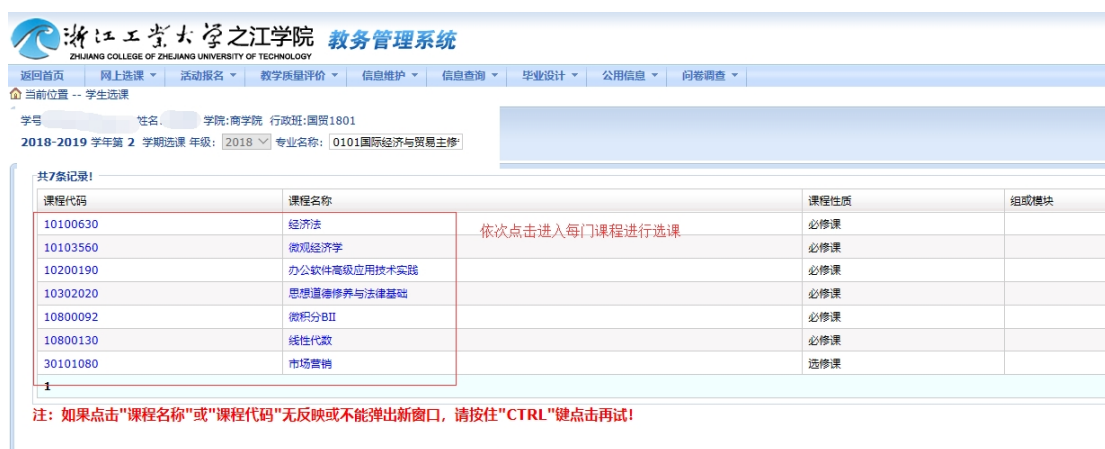 浙江工业大学之江学院 教务管理系统
ZHIJIANG COLLEGE OF ZHEJIANG UNIVERSITY OF TECHNOLOGY
返回首页 网上选课 活动报名 教学质量评价 信息维护 信息查询 毕业设计 公用信息 问卷调查
当前位置 -- 学生选课
学号 姓名: 学院:商学院 行政班:国贸1801
2018-2019 学年第 2 学期选课 年级: 2018 专业名称: 0101国际经济与贸易主修
共7条记录!
课程代码 课程名称 课程性质 组或模块
10100630 经济法 必修课
依次点击进入每门课程进行选课
10103560 微观经济学 必修课
10200190 办公软件高级应用技术实践 必修课
10302020 思想道德修养与法律基础 必修课
10800092 微积分BII 必修课
10800130 线性代数 必修课
30101080 市场营销 选修课
1
注: 如果点击"课程名称"或"课程代码"无反映或不能弹出新窗口, 请按住"CTRL"键点击再试!